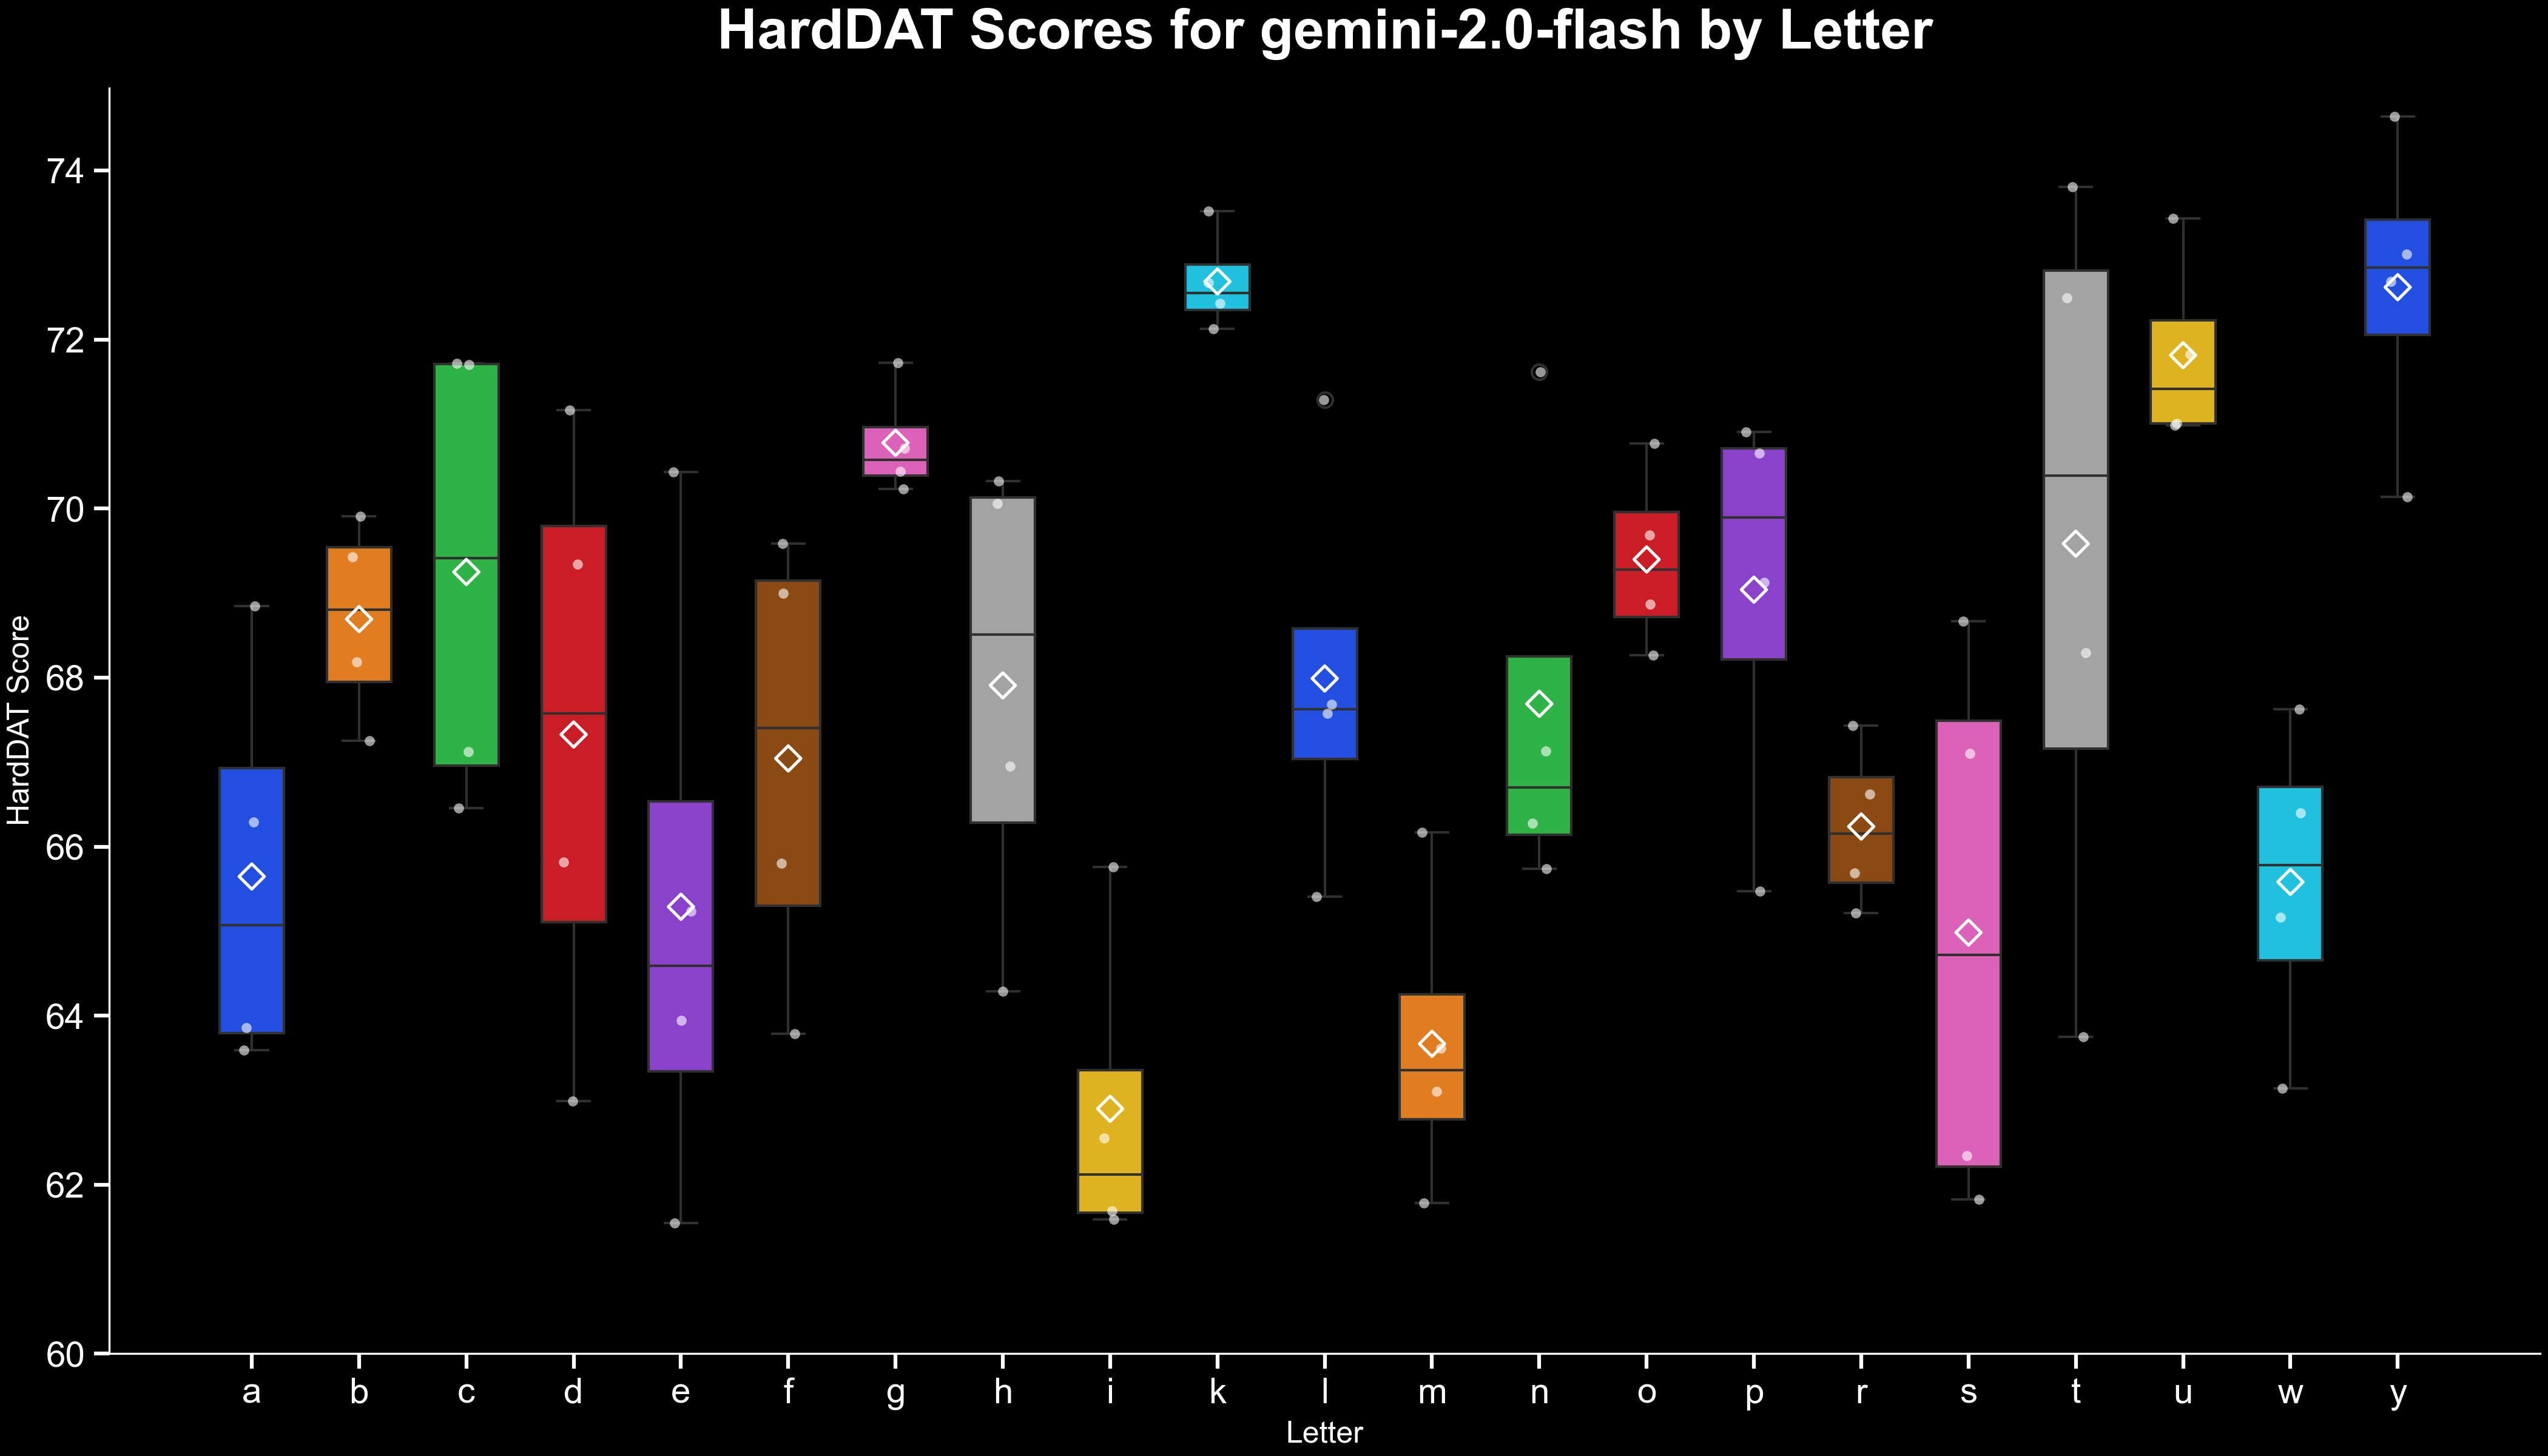 HardDAT Scores for gemini-2.0-flash by Letter
74
72
70
68
66
64
62
60
HardDAT Score
a b c d e f g h i k l m n o p r s t u w y
Letter